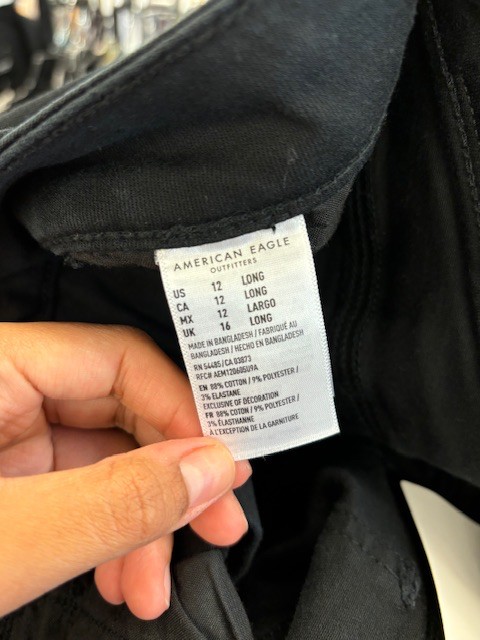 AMERICAN EAGLE
OUTFITTERS
US 12 LONG
CA 12 LONG
MX 12 LARGO
UK 16 LONG
MADE IN BANGLADESH / FABRIQUÉ AU
BANGLADESH / HECHO EN BANGLADESH
RN 54485/CA 03873
RFC# AEM120605U9A
EN 88% COTTON / 9% POLYESTER /
3% ELASTANE
EXCLUSIVE OF DECORATION
FR 88% COTON / 9% POLYESTER /
3% ÉLASTHANNE
À L'EXCEPTION DE LA GARNITURE